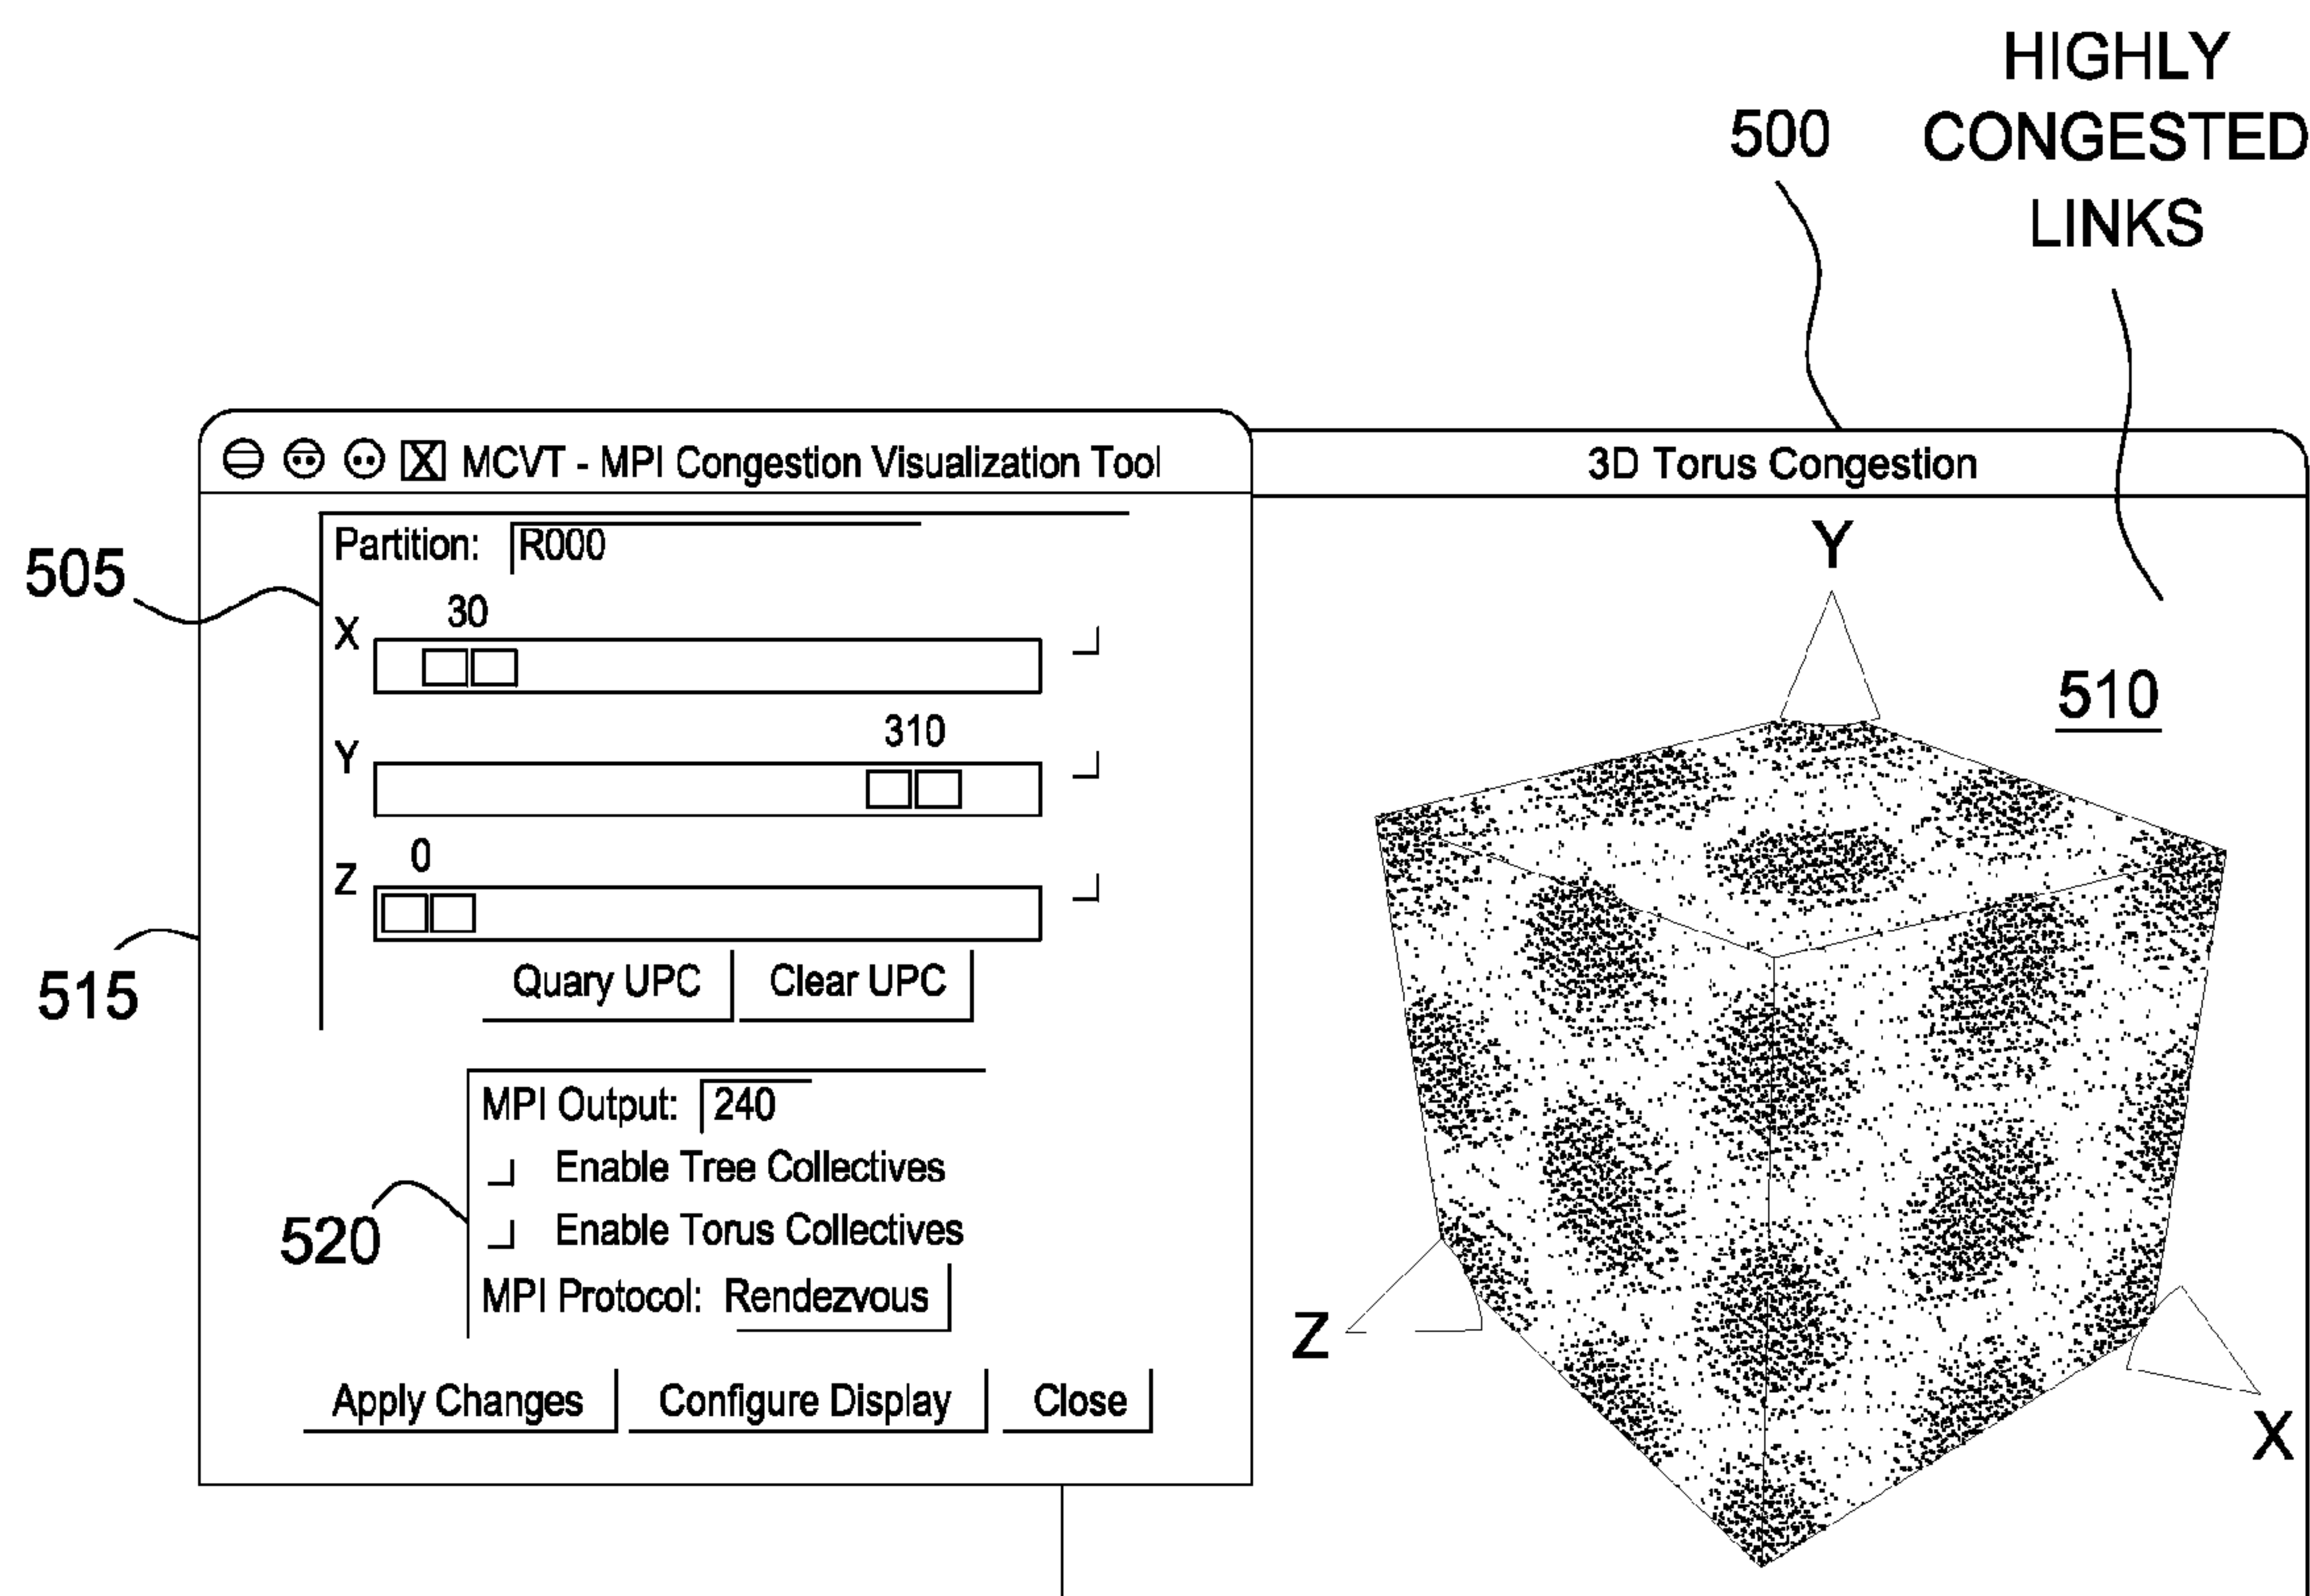 HIGHLY
CONGESTED
LINKS
500
MCVT - MPI Congestion Visualization Tool
3D Torus Congestion
505
Partition: R000
X
30
Y
310
Z
0
515
Quary UPC
Clear UPC
MPI Output: 240
Enable Tree Collectives
Enable Torus Collectives
MPI Protocol: Rendezvous
520
Apply Changes
Configure Display
Close
Y
510
Z
X